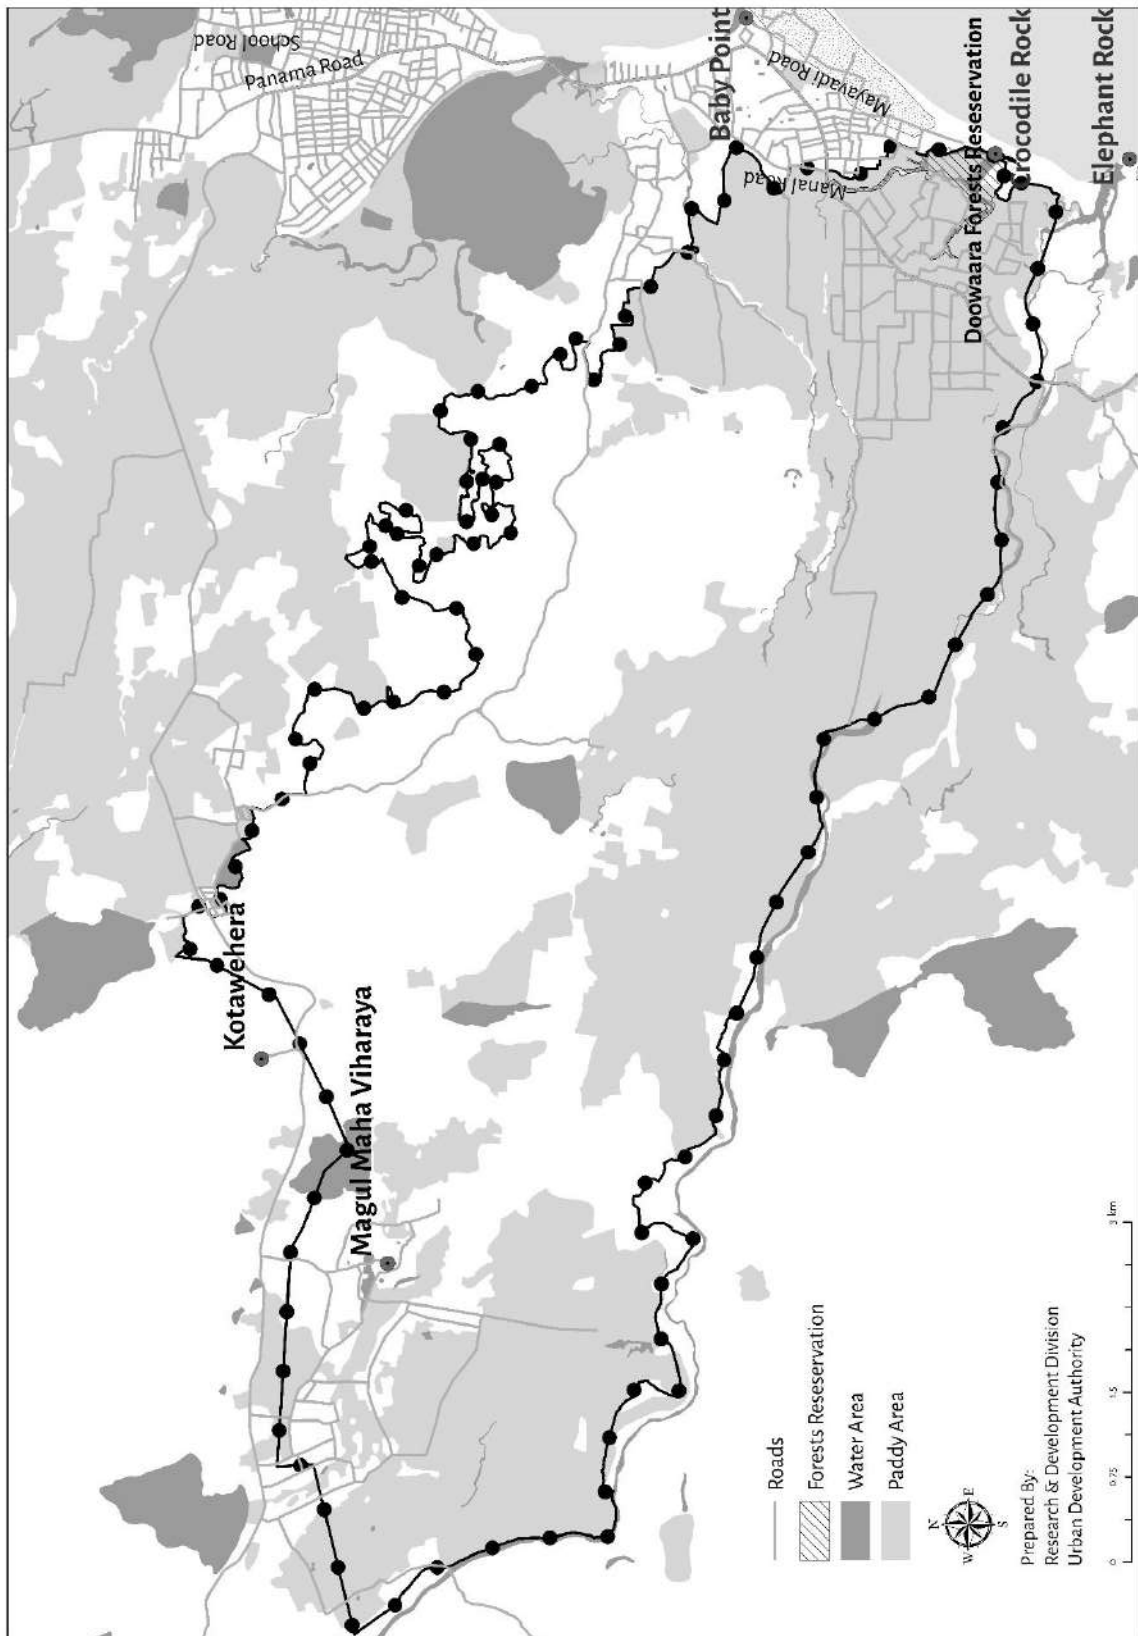 School Road
Panama Road
Baby Point
Mayavadi Road
Manal Road
Doowaara Forests Reseservation
Crocodile Rock
Elephant Rock
Kotawehera
Magul Maha Viharaya
Roads
Forests Reseservation
Water Area
Paddy Area
N
W E
S
Prepared By:
Research & Development Division
Urban Development Authority
0 0.75 1.5 3 km